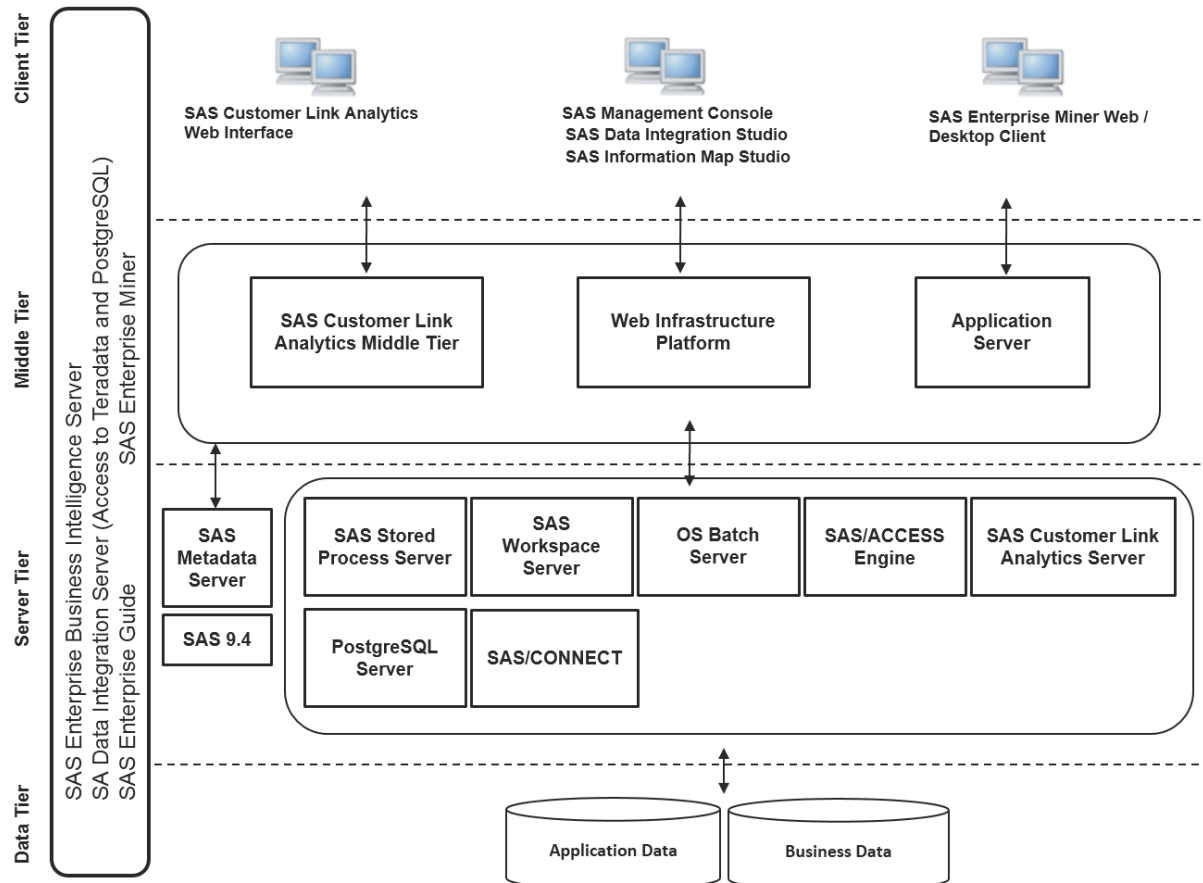 Client Tier
SAS Customer Link Analytics
Web Interface
SAS Management Console
SAS Data Integration Studio
SAS Information Map Studio
SAS Enterprise Miner Web /
Desktop Client
Middle Tier
SAS Customer Link
Analytics Middle Tier
Web Infrastructure
Platform
Application
Server
Server Tier
SAS
Metadata
Server
SAS 9.4
SAS Stored
Process Server
SAS
Workspace
Server
OS Batch
Server
SAS/ACCESS
Engine
SAS Customer Link
Analytics Server
PostgreSQL
Server
SAS/CONNECT
Data Tier
Application Data
Business Data
SAS Enterprise Business Intelligence Server
SA Data Integration Server (Access to Teradata and PostgreSQL)
SAS Enterprise Guide SAS Enterprise Miner